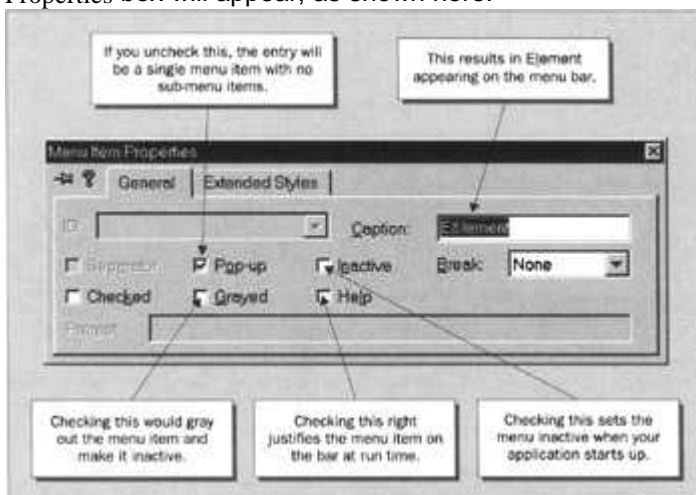 Properties box will appear, as shown here:
If you uncheck this, the entry will
be a single menu item with no
sub-menu items.
This results in Element
appearing on the menu bar.
Menu Item Properties
General
Extended Styles
ID:
Caption:
Separator
Pop-up
Inactive
Break:
None
Checked
Grayed
Help
Prompt:
Checking this would gray
out the menu item and
make it inactive.
Checking this right
justifies the menu item on
the bar at run time.
Checking this sets the
menu inactive when your
application starts up.